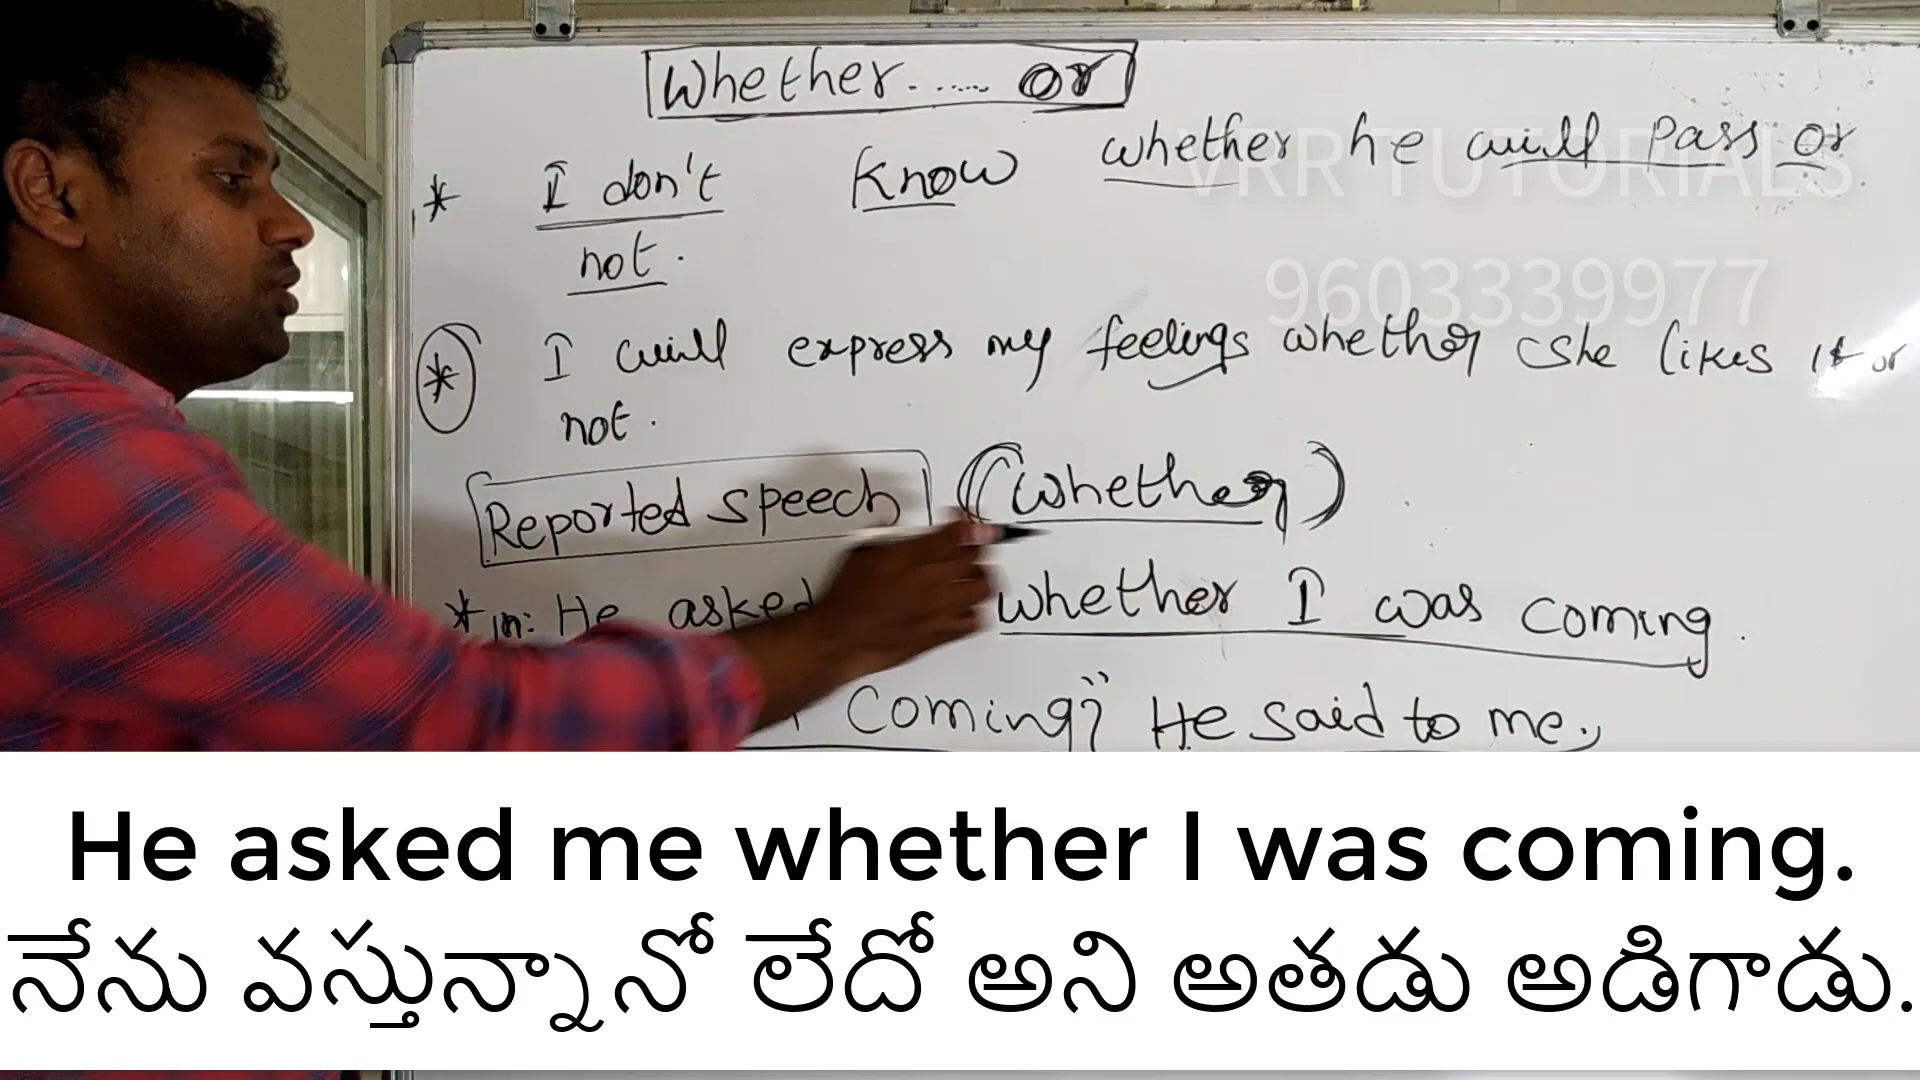 Whether...... or
* I don't know whether he will pass or
not.
VRR TUTORIALS
9603339977
* I will express my feelings whether she likes it or
not.
Reported speech (whether)
* In: He asked whether I was coming.
coming?" He said to me,
He asked me whether I was coming.
నేను వస్తున్నానో లేదో అని అతడు అడిగాడు.